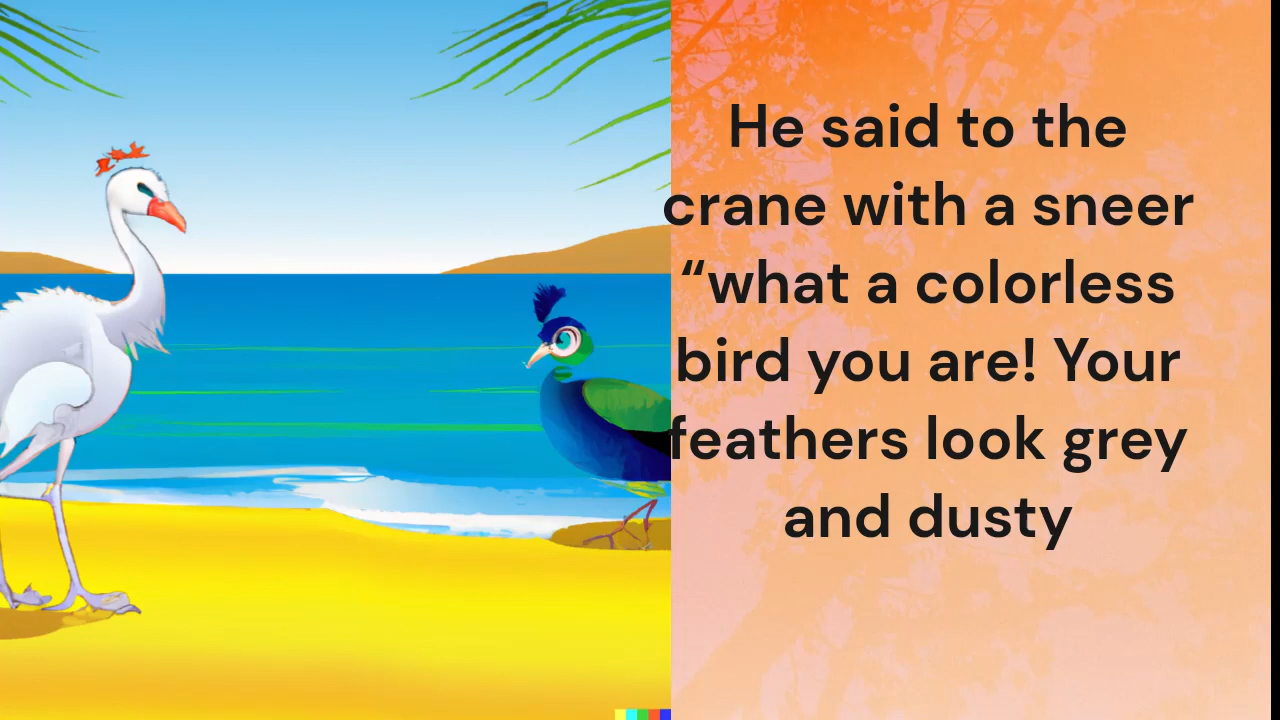 He said to the
crane with a sneer
“what a colorless
bird you are! Your
feathers look grey
and dusty